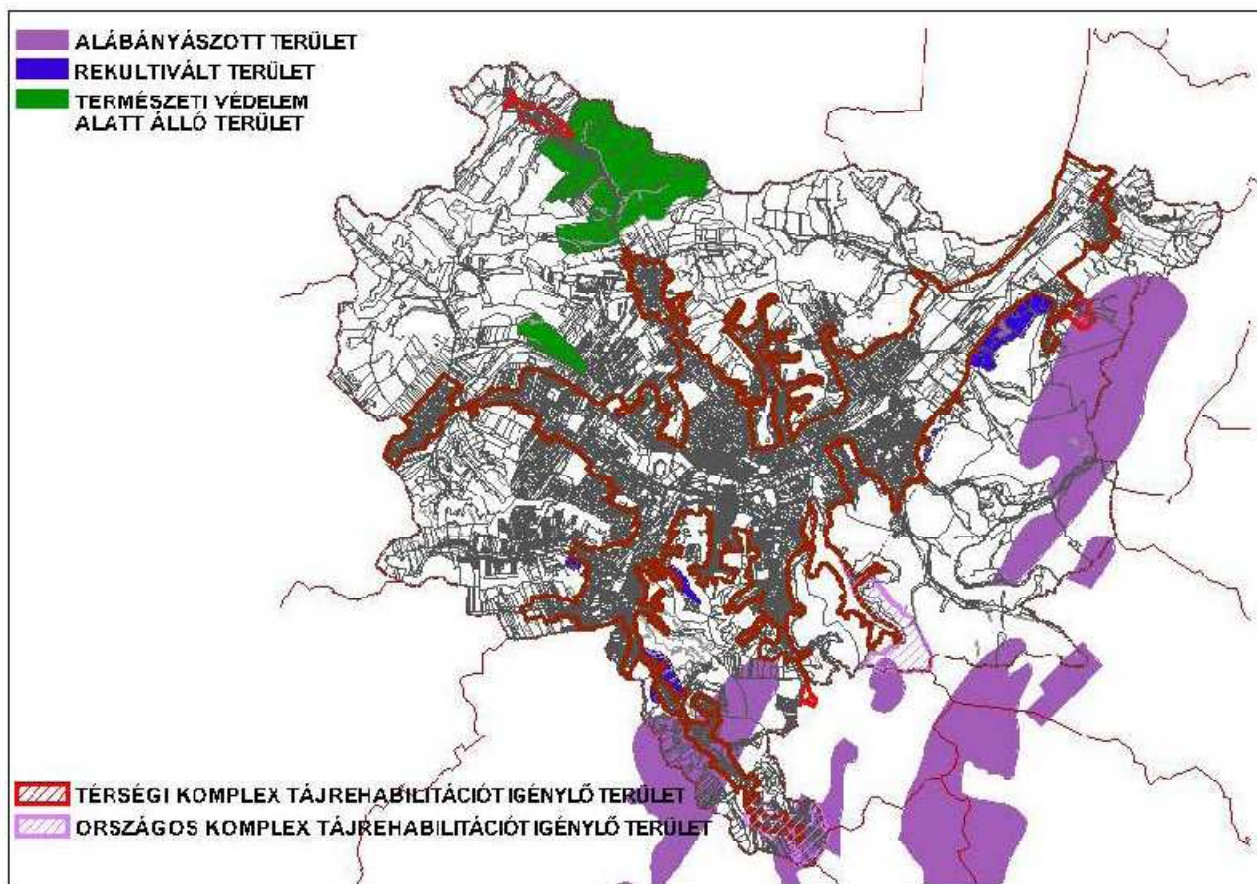 ALÁBÁNYÁSZOTT TERÜLET
REKULTIVÁLT TERÜLET
TERMÉSZETI VÉDELEM
ALATT ÁLLÓ TERÜLET
TÉRSÉGI KOMPLEX TÁJREHABILITÁCIÓT IGÉNYLŐ TERÜLET
ORSZÁGOS KOMPLEX TÁJREHABILITÁCIÓT IGÉNYLŐ TERÜLET